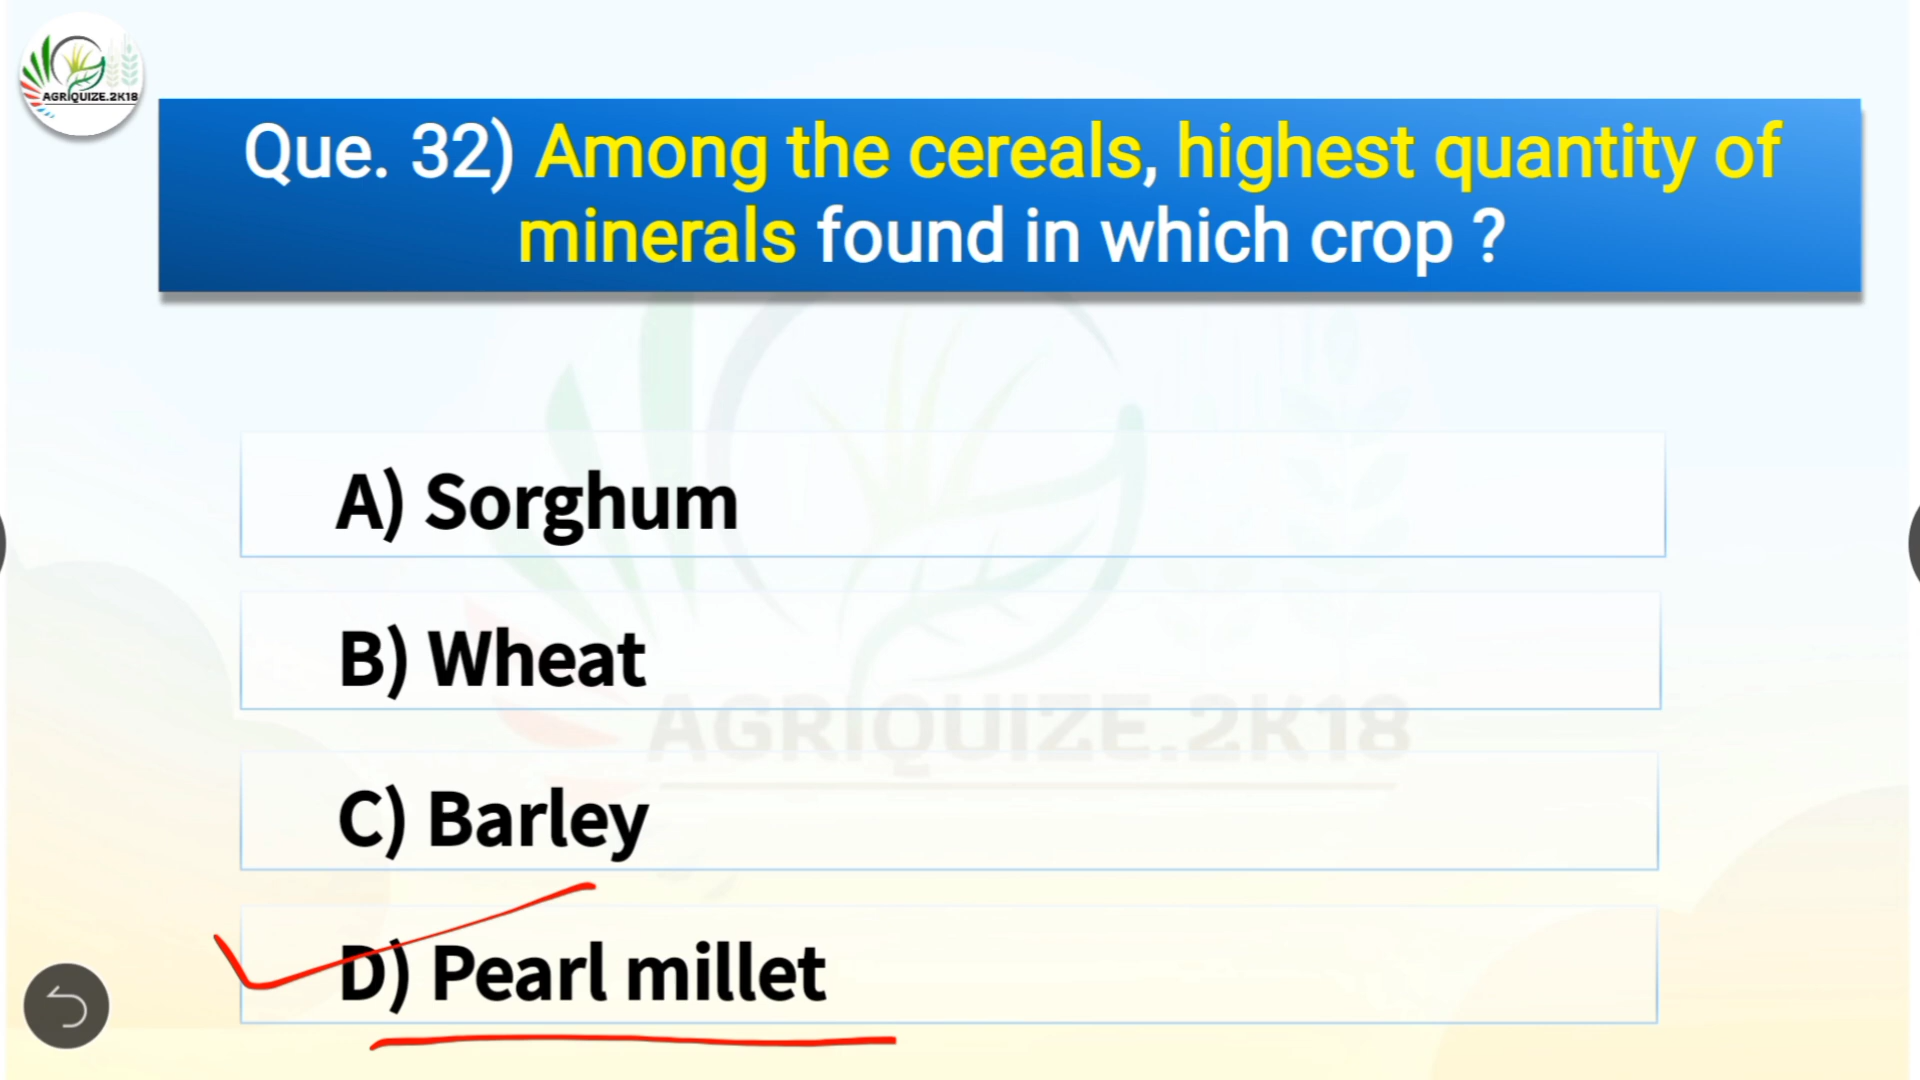 AGRIQUIZE.2K18
Que. 32) Among the cereals, highest quantity of
minerals found in which crop ?
A) Sorghum
B) Wheat
AGRIQUIZE.2K18
C) Barley
D) Pearl millet